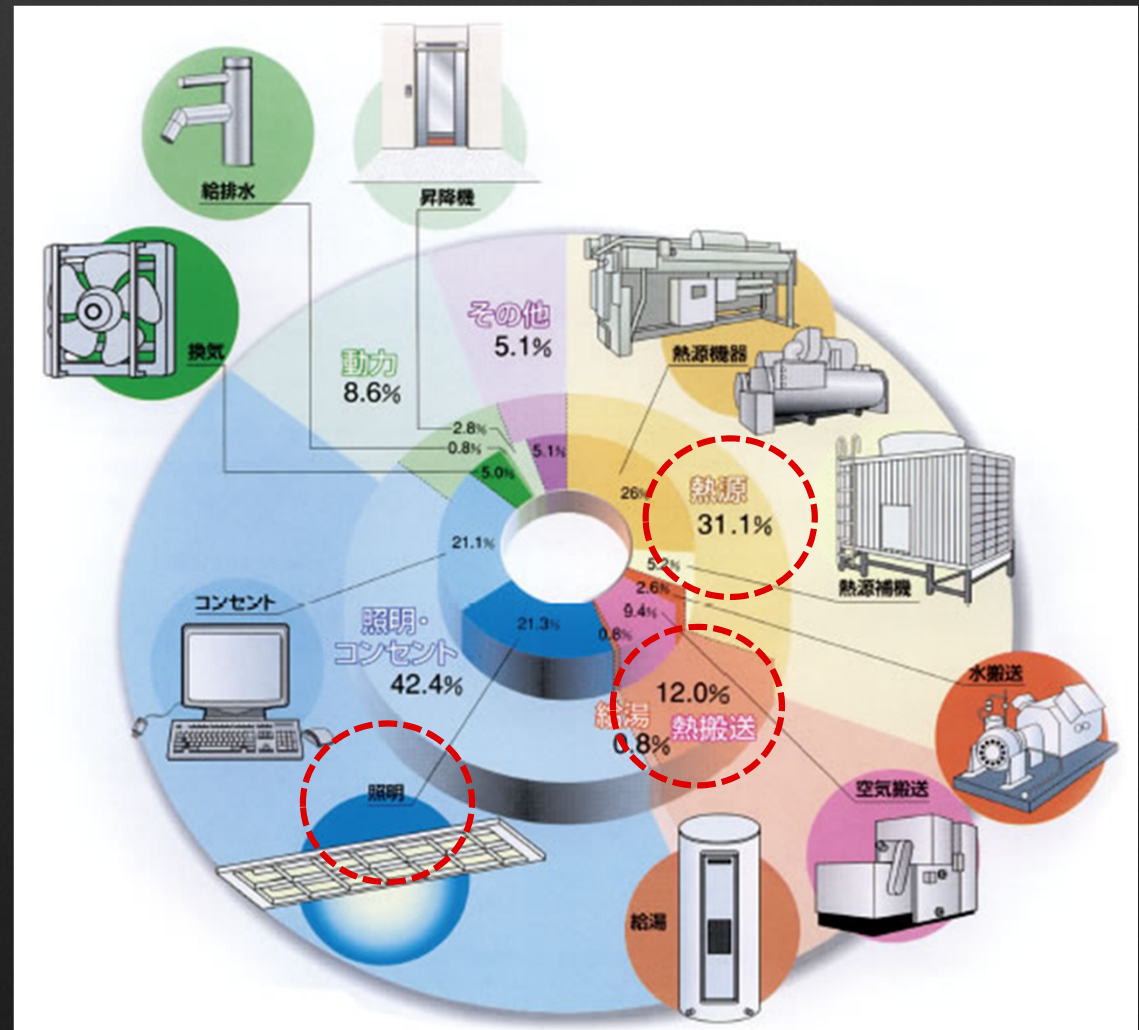 給排水
昇降機
換気
その他
5.1%
動力
8.6%
熱源機器
2.8%
0.8%
5.0%
5.1%
26%
熱源
31.1%
21.1%
5.2%
2.6%
9.4%
0.8%
21.3%
熱源補機
コンセント
照明・
コンセント
42.4%
水搬送
12.0%
給湯
0.8%
熱搬送
照明
空気搬送
給湯